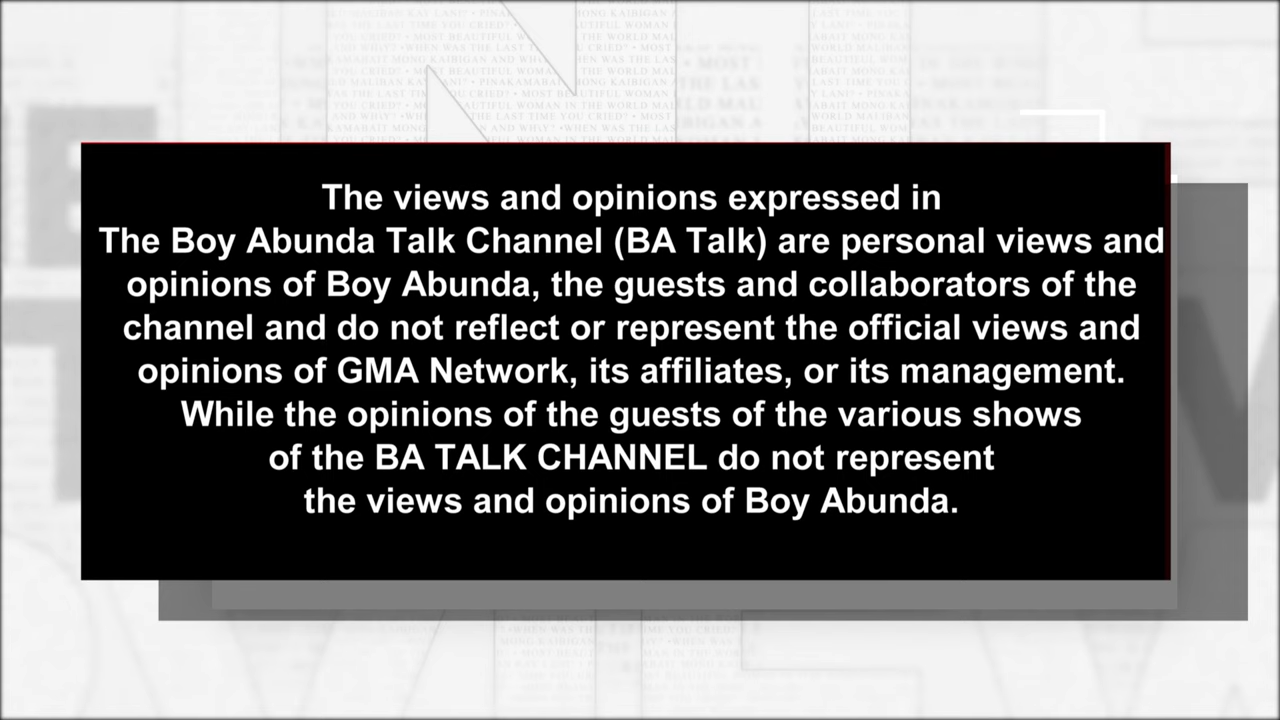 The views and opinions expressed in
The Boy Abunda Talk Channel (BA Talk) are personal views and
opinions of Boy Abunda, the guests and collaborators of the
channel and do not reflect or represent the official views and
opinions of GMA Network, its affiliates, or its management.
While the opinions of the guests of the various shows
of the BA TALK CHANNEL do not represent
the views and opinions of Boy Abunda.